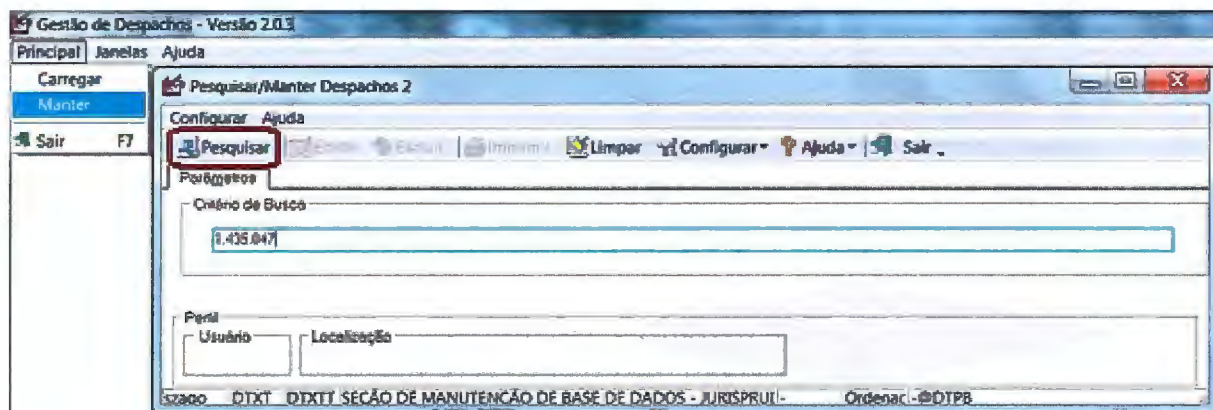 Gestão de Despachos - Versão 2.0.3
Principal Janelas Ajuda
Carregar
Manter
Sair F7
Pesquisar/Manter Despachos 2
Configurar Ajuda
Pesquisar Limpar Configurar Ajuda Sair
Parâmetros
Critério de Busca
1.435.047
Perfil
Usuário Localização
szago DTXT DTXTT SEÇÃO DE MANUTENÇÃO DE BASE DE DADOS - JURISPRU - Ordenac -@DTPB